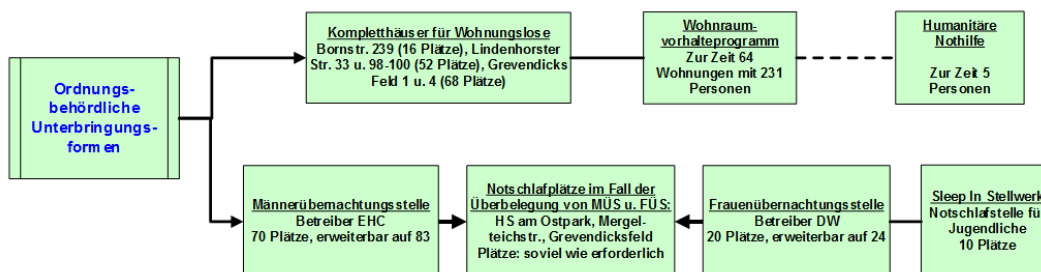 Ordnungs-
behördliche
Unterbringungs-
formen
Kompletthäuser für Wohnungslose
Bornstr. 239 (16 Plätze), Lindenhorster
Str. 33 u. 98-100 (52 Plätze), Grevendicks
Feld 1 u. 4 (68 Plätze)
Wohnraum-
vorhalteprogramm
Zur Zeit 64
Wohnungen mit 231
Personen
Humanitäre
Nothilfe
Zur Zeit 5
Personen
Männerübernachtungsstelle
Betreiber EHC
70 Plätze, erweiterbar auf 83
Notschlafplätze im Fall der
Überbelegung von MÜS u. FÜS:
HS am Ostpark, Mergel-
teichstr., Grevendicksfeld
Plätze: soviel wie erforderlich
Frauenübernachtungsstelle
Betreiber DW
20 Plätze, erweiterbar auf 24
Sleep In Stellwerk
Notschlafstelle für
Jugendliche
10 Plätze